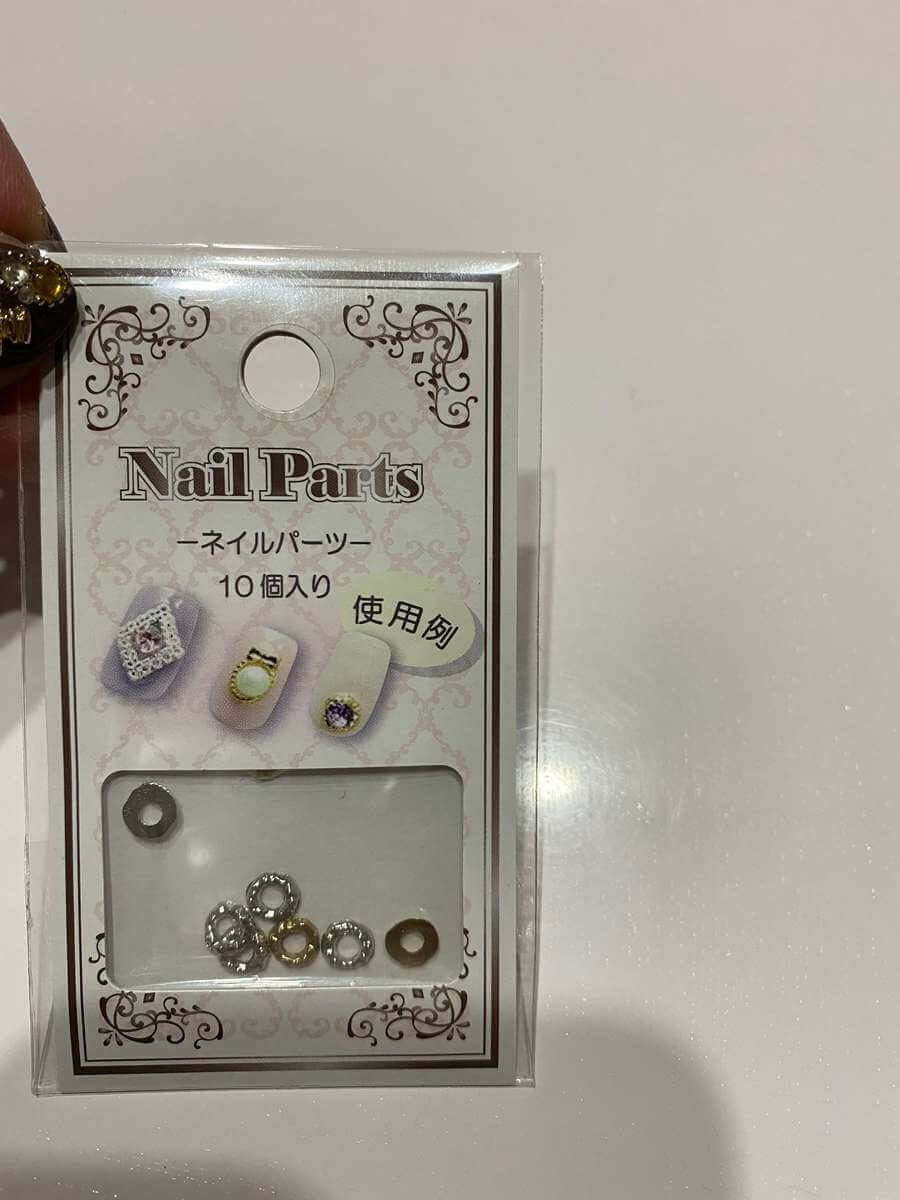 Nail Parts
ーネイルパーツー
10個入り
使用例